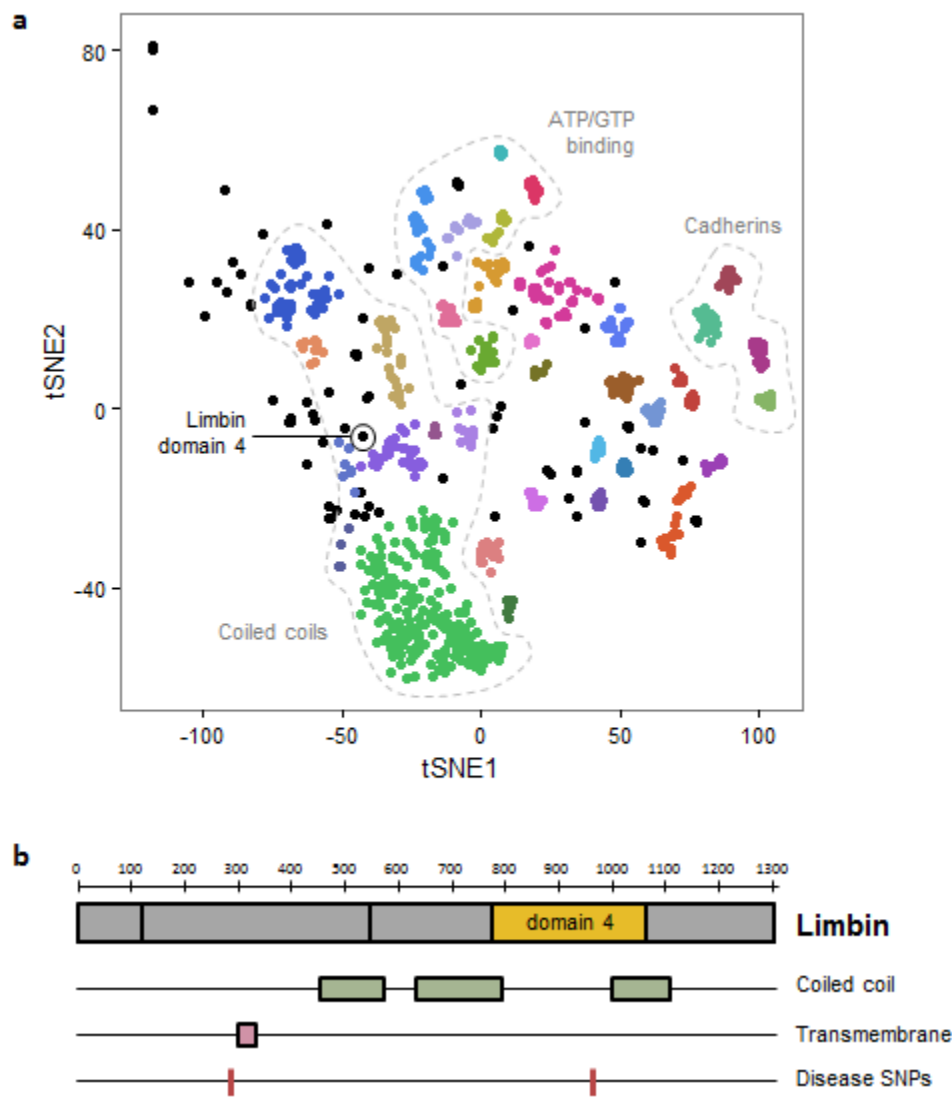 a
80
40
0
-40
tSNE2
ATP/GTP
binding
Cadherins
Limbin
domain 4
Coiled coils
-100 -50 0 50 100
tSNE1
b
0 100 200 300 400 500 600 700 800 900 1000 1100 1200 1300
domain 4
Limbin
Coiled coil
Transmembrane
Disease SNPs